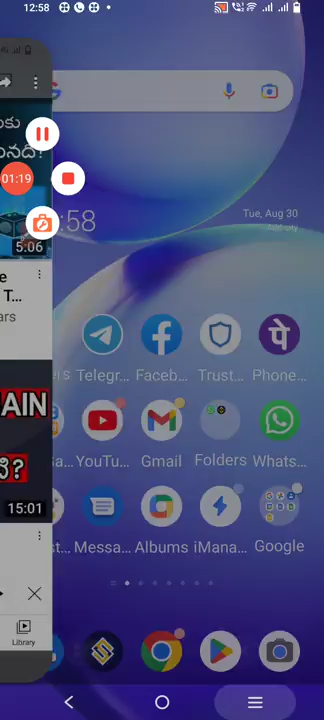 12:58
కు
నది?
01:19
:58
Tue, Aug 30
5:06
e
T...
ars
Telegr...
Faceb...
Trust...
Phone...
AIN
YouTu...
Gmail
Folders
Whats...
15:01
Messa...
Albums
iMana...
Google
Library